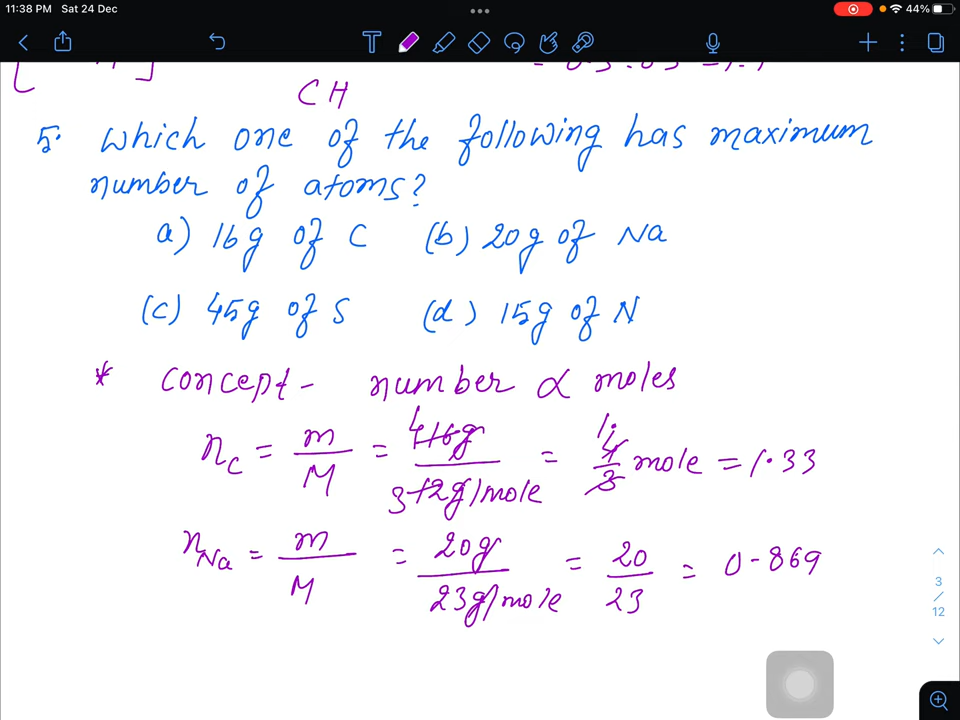 11:38 PM Sat 24 Dec 44%
CH
5. Which one of the following has maximum
number of atoms?
a) 16g of C (b) 20g of Na
(c) 45g of S (d) 15g of N
* concept - number ∝ moles
n_C = m/M = 4 16g / 3 12g/mole = 4/3 mole = 1.33
n_Na = m/M = 20g / 23g/mole = 20/23 = 0-869
3
/
12